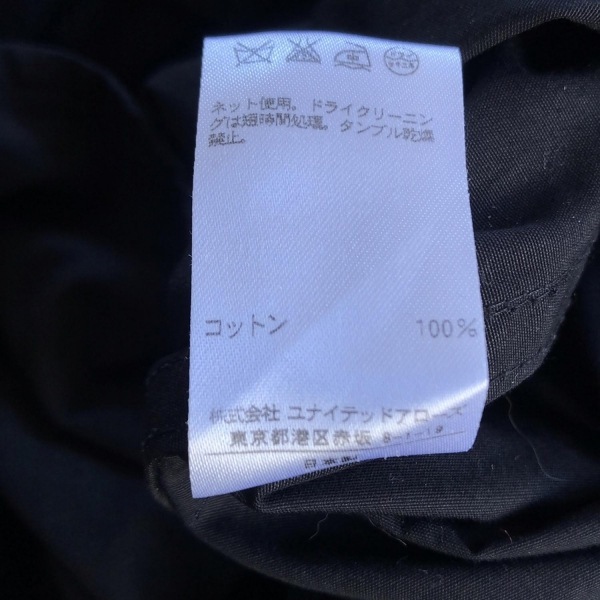 ネット使用。ドライクリーニン
グは短時間処理。タンブル乾燥
禁止。
コットン 100%
株式会社 ユナイテッドアローズ
東京都港区赤坂 8-1-19
日本製